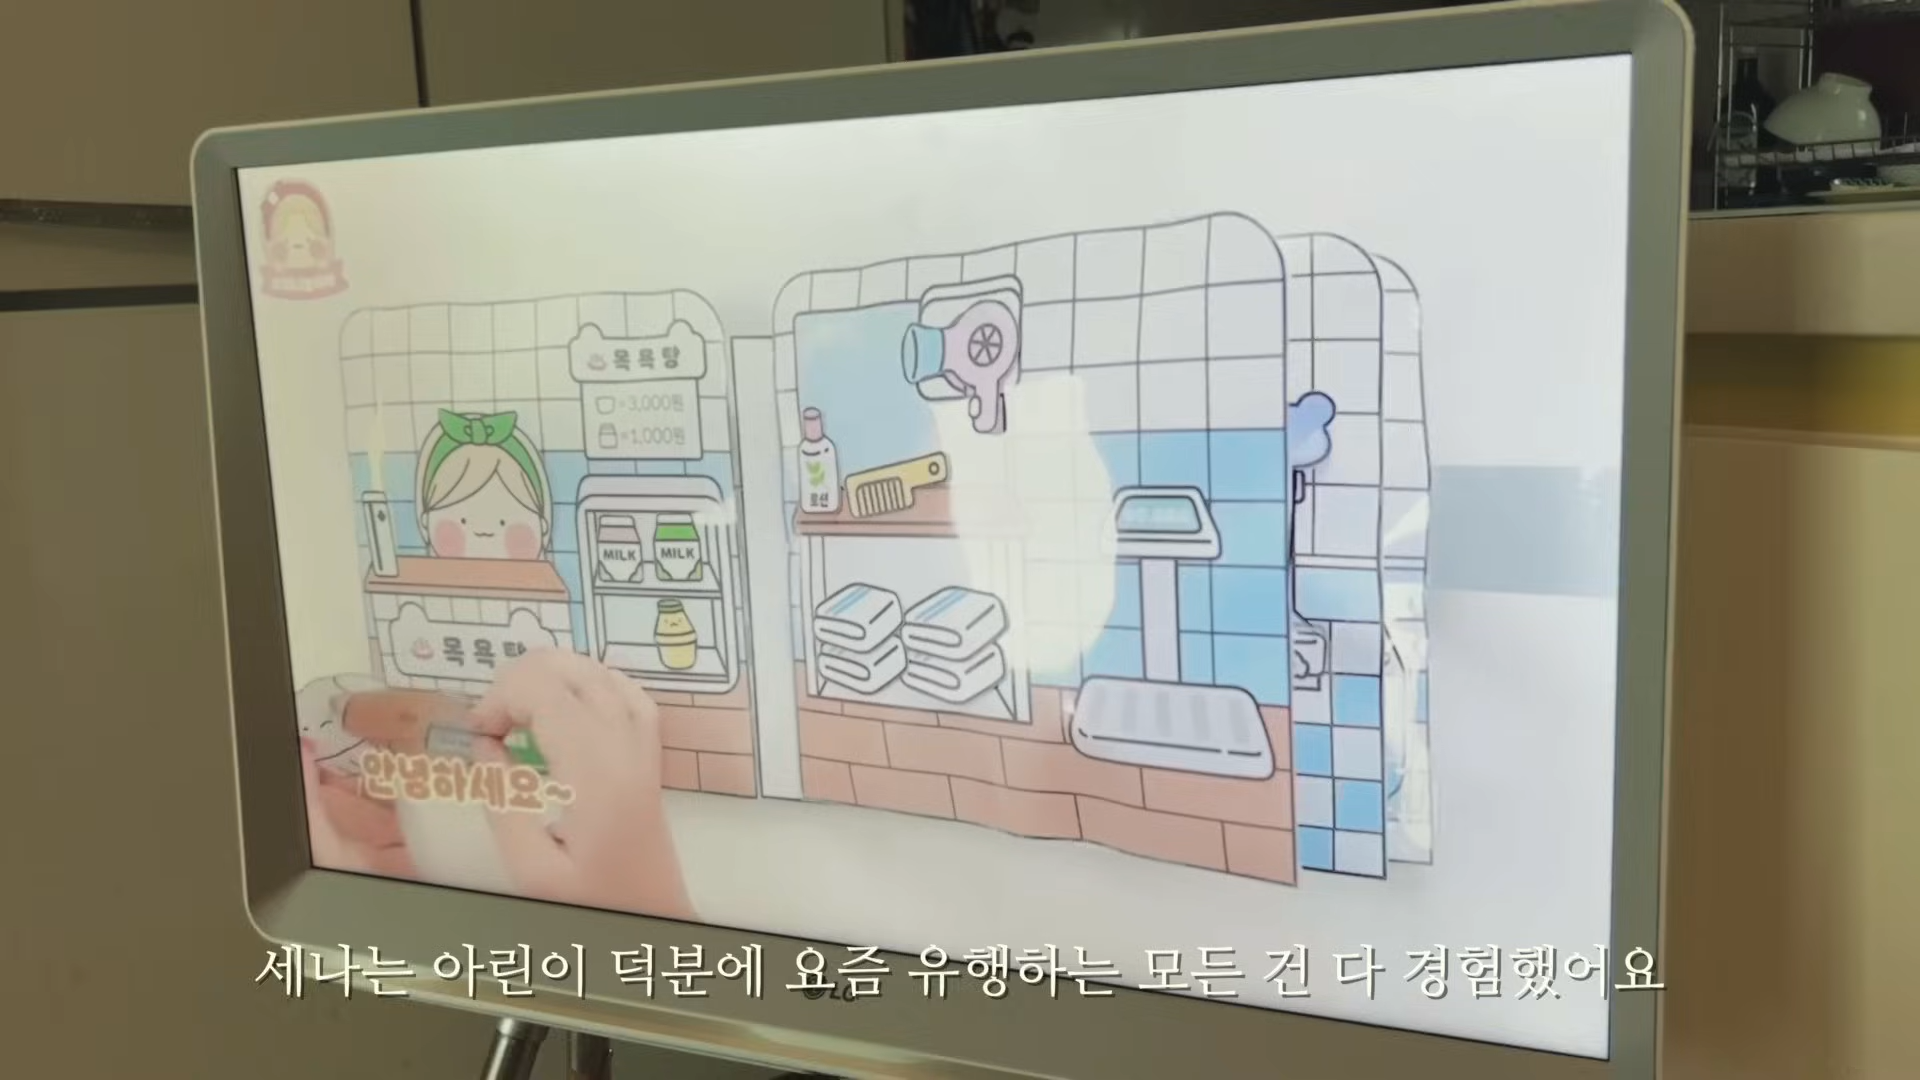 목욕탕
=3,000원
=1,000원
로션
MILK
MILK
목욕탕
안녕하세요~
세나는 아린이 덕분에 요즘 유행하는 모든 건 다 경험했어요
LG